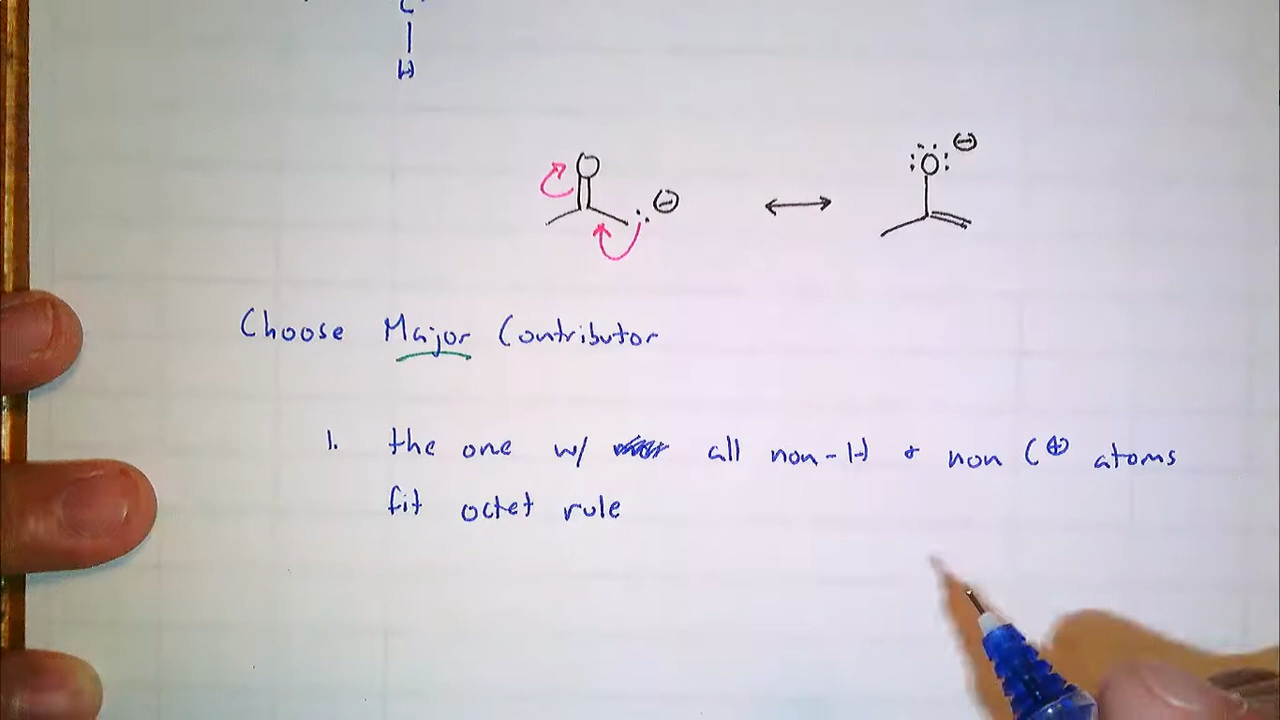 C
H
O ⊖ ↔ :O: ⊖
Choose Major Contributor
1. the one w/ all non-H + non C⊕ atoms
fit octet rule